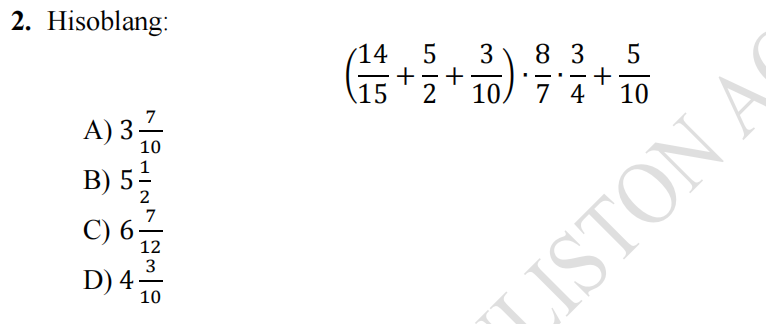 2. Hisoblang:
(14/15 + 5/2 + 3/10) · 8/7 · 3/4 + 5/10
A) 3 7/10
B) 5 1/2
C) 6 7/12
D) 4 3/10
LISTON A